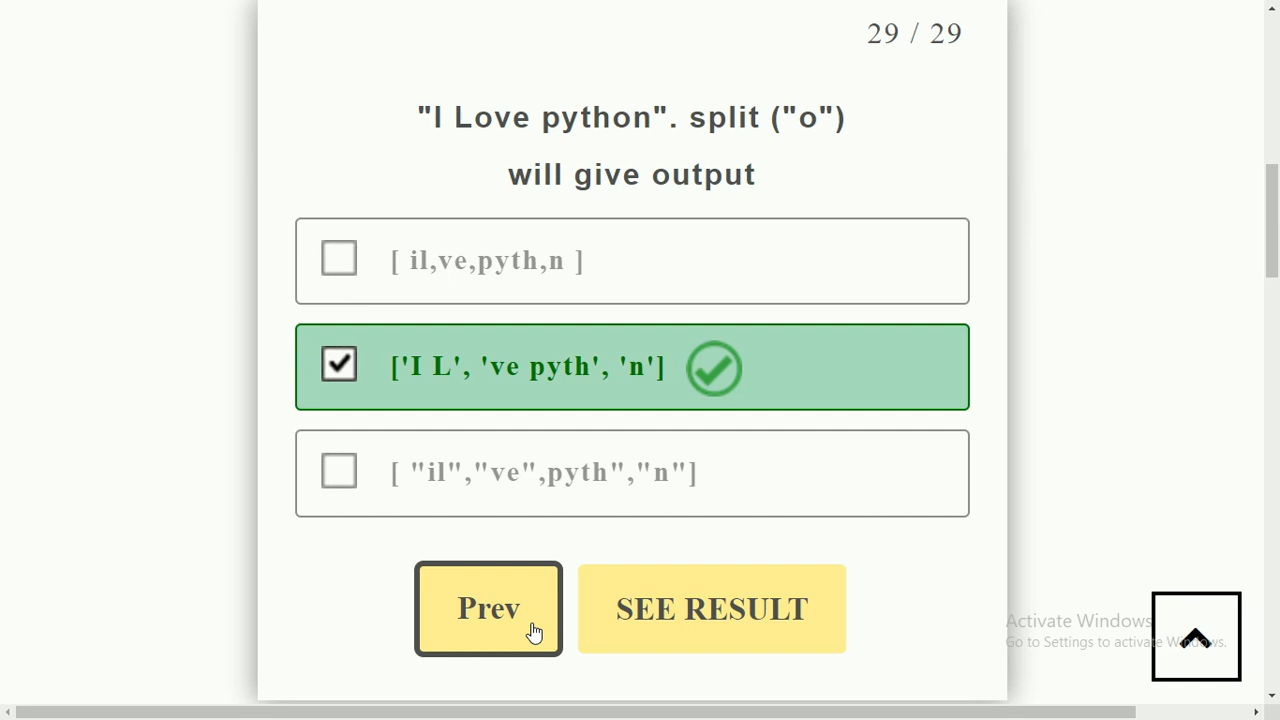 29 / 29
"I Love python". split ("o")
will give output
[ il,ve,pyth,n ]
['I L', 've pyth', 'n']
[ "il","ve",pyth","n"]
Prev
SEE RESULT
Activate Windows
Go to Settings to activate Windows.